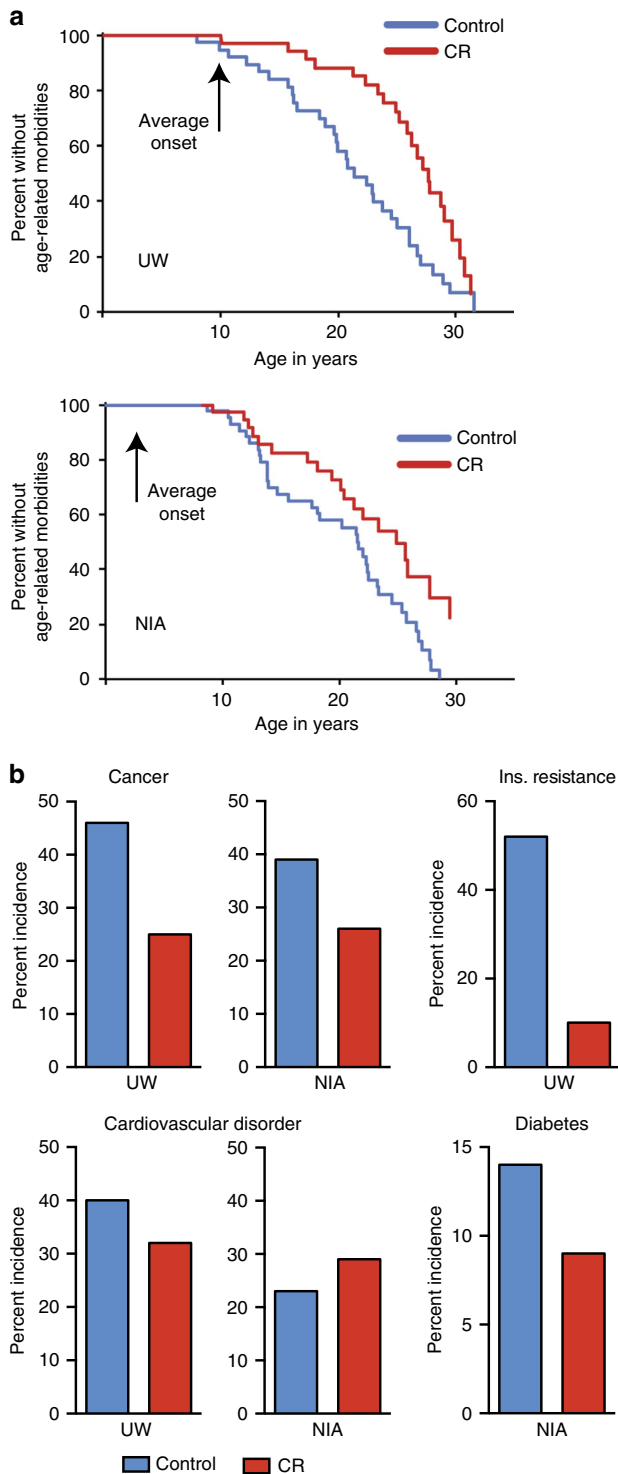 a
Percent without
age-related morbidities
100
80
60
40
20
0
Control
CR
Average
onset
UW
10
20
30
Age in years
Percent without
age-related morbidities
100
80
60
40
20
0
Control
CR
Average
onset
NIA
10
20
30
Age in years
b
Cancer
Percent incidence
50
40
30
20
10
0
UW
50
40
30
20
10
0
NIA
Ins. resistance
Percent incidence
60
40
20
0
UW
Cardiovascular disorder
Percent incidence
50
40
30
20
10
0
UW
50
40
30
20
10
0
NIA
Diabetes
Percent incidence
15
10
5
0
NIA
Control
CR